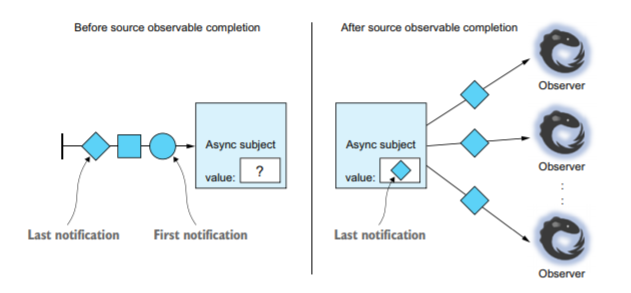 Before source observable completion
After source observable completion
Observer
Async subject
value: ?
Last notification
First notification
Async subject
value:
Last notification
Observer
Observer